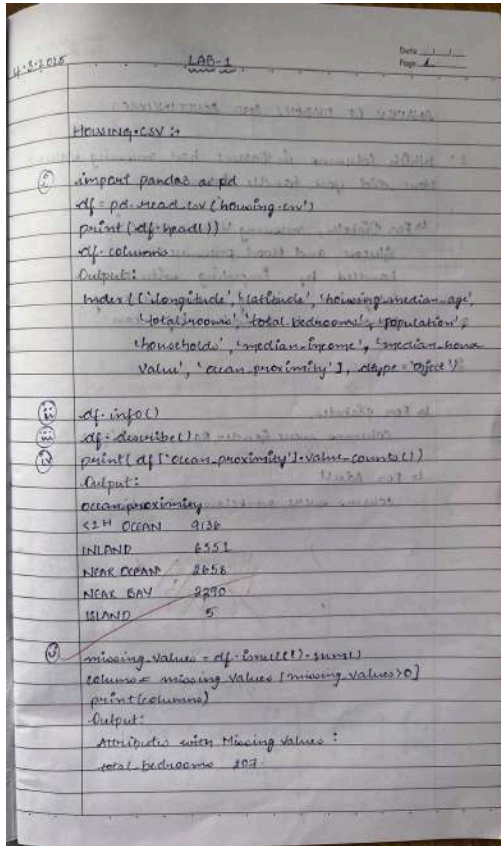 4-3-2025
LAB-1
Date __/__/__
Page 1
HOUSING.CSV :→
(i) import pandas as pd
df = pd.read_csv ('housing.csv')
print (df.head())
df.columns
Output:
Index (['longitude', 'latitude', 'housing_median_age',
'total_rooms', 'total_bedrooms', 'population',
'households', 'median_income', 'median_house
value', 'ocean_proximity'], dtype = 'object')
(ii) df.info()
(iii) df.describe()
(iv) print( df['ocean_proximity'].value_counts())
Output:
ocean_proximity
<1H OCEAN 9136
INLAND 6551
NEAR OCEAN 2658
NEAR BAY 2290
ISLAND 5
(v) missing_values = df.isnull().sum()
columns = missing_values [missing_values>0]
print(columns)
Output:
Attributes with Missing values :
total_bedrooms 207.